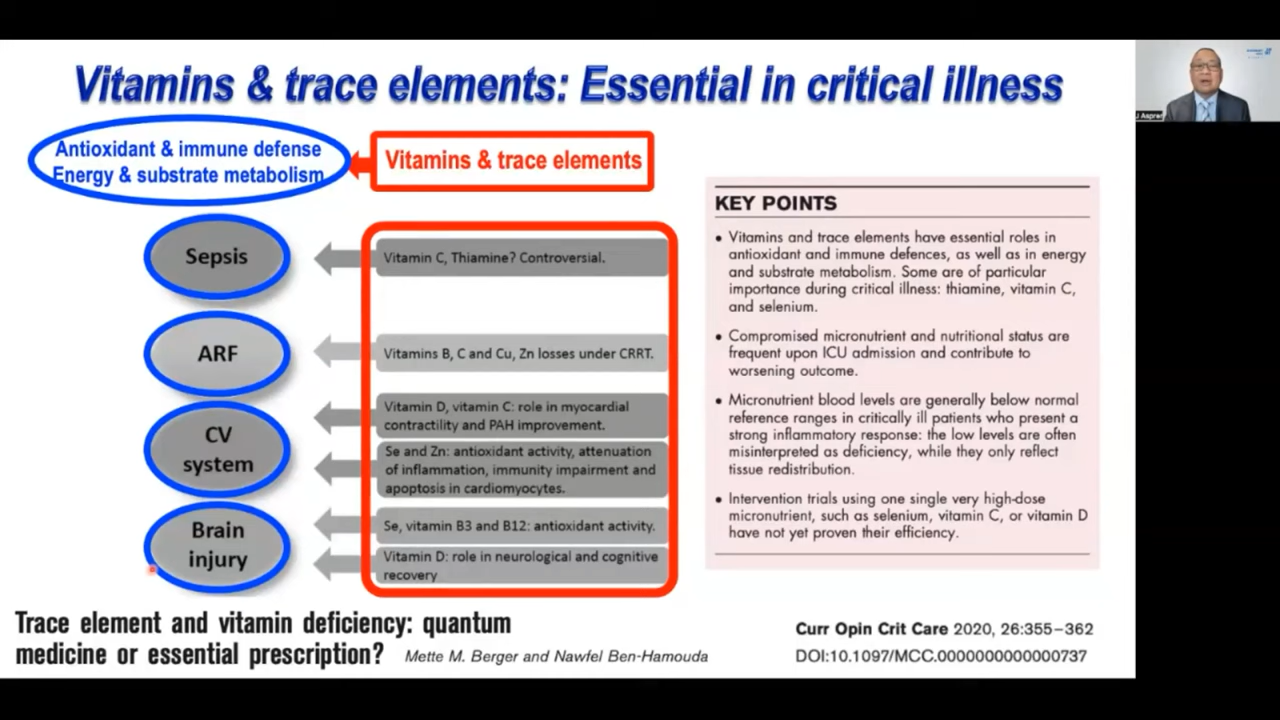 Vitamins & trace elements: Essential in critical illness
Antioxidant & immune defense
Energy & substrate metabolism
Vitamins & trace elements
Sepsis
Vitamin C, Thiamine? Controversial.
ARF
Vitamins B, C and Cu, Zn losses under CRRT.
CV
system
Vitamin D, vitamin C: role in myocardial
contractility and PAH improvement.
Se and Zn: antioxidant activity, attenuation
of inflammation, immunity impairment and
apoptosis in cardiomyocytes.
Brain
injury
Se, vitamin B3 and B12: antioxidant activity.
Vitamin D: role in neurological and cognitive
recovery
KEY POINTS
• Vitamins and trace elements have essential roles in
antioxidant and immune defences, as well as in energy
and substrate metabolism. Some are of particular
importance during critical illness: thiamine, vitamin C,
and selenium.
• Compromised micronutrient and nutritional status are
frequent upon ICU admission and contribute to
worsening outcome.
• Micronutrient blood levels are generally below normal
reference ranges in critically ill patients who present a
strong inflammatory response: the low levels are often
misinterpreted as deficiency, while they only reflect
tissue redistribution.
• Intervention trials using one single very high-dose
micronutrient, such as selenium, vitamin C, or vitamin D
have not yet proven their efficiency.
Trace element and vitamin deficiency: quantum
medicine or essential prescription? Mette M. Berger and Nawfel Ben-Hamouda
Curr Opin Crit Care 2020, 26:355–362
DOI:10.1097/MCC.0000000000000737